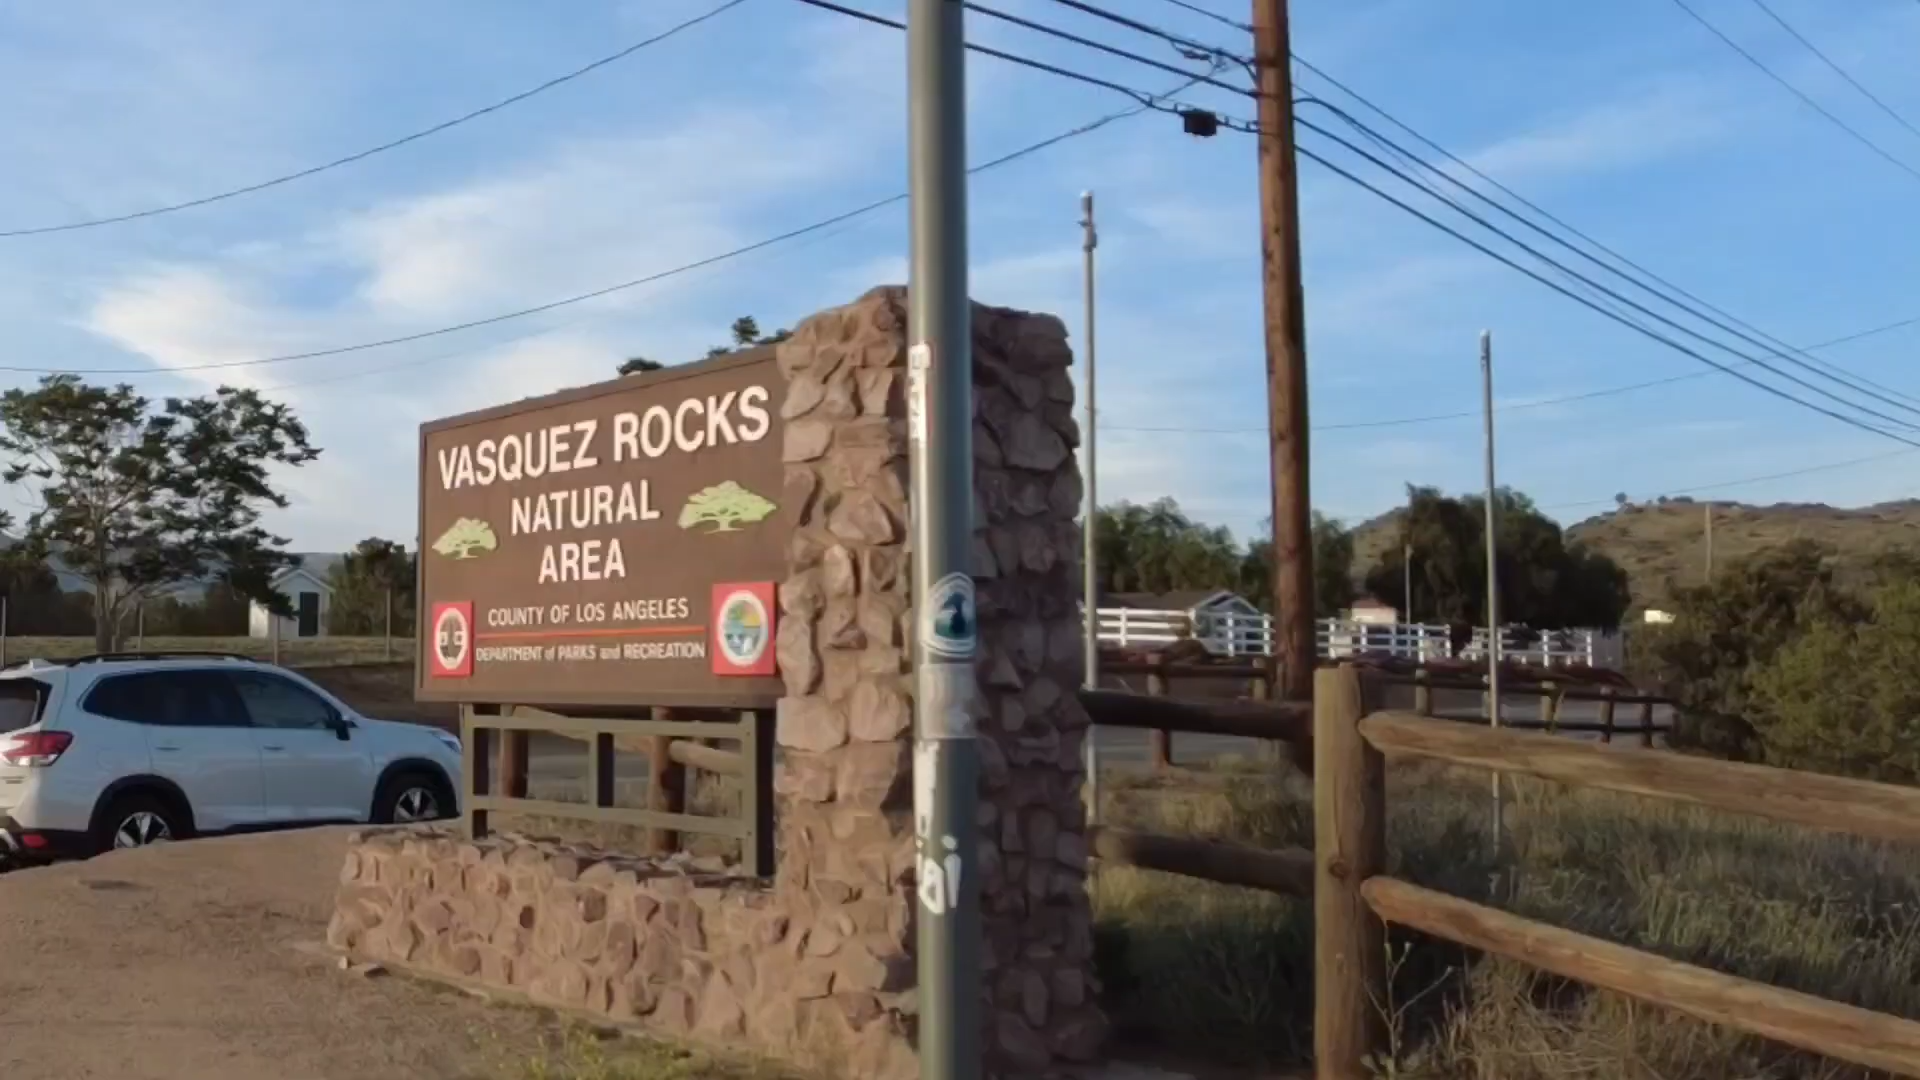 VASQUEZ ROCKS
NATURAL
AREA
COUNTY OF LOS ANGELES
DEPARTMENT of PARKS and RECREATION